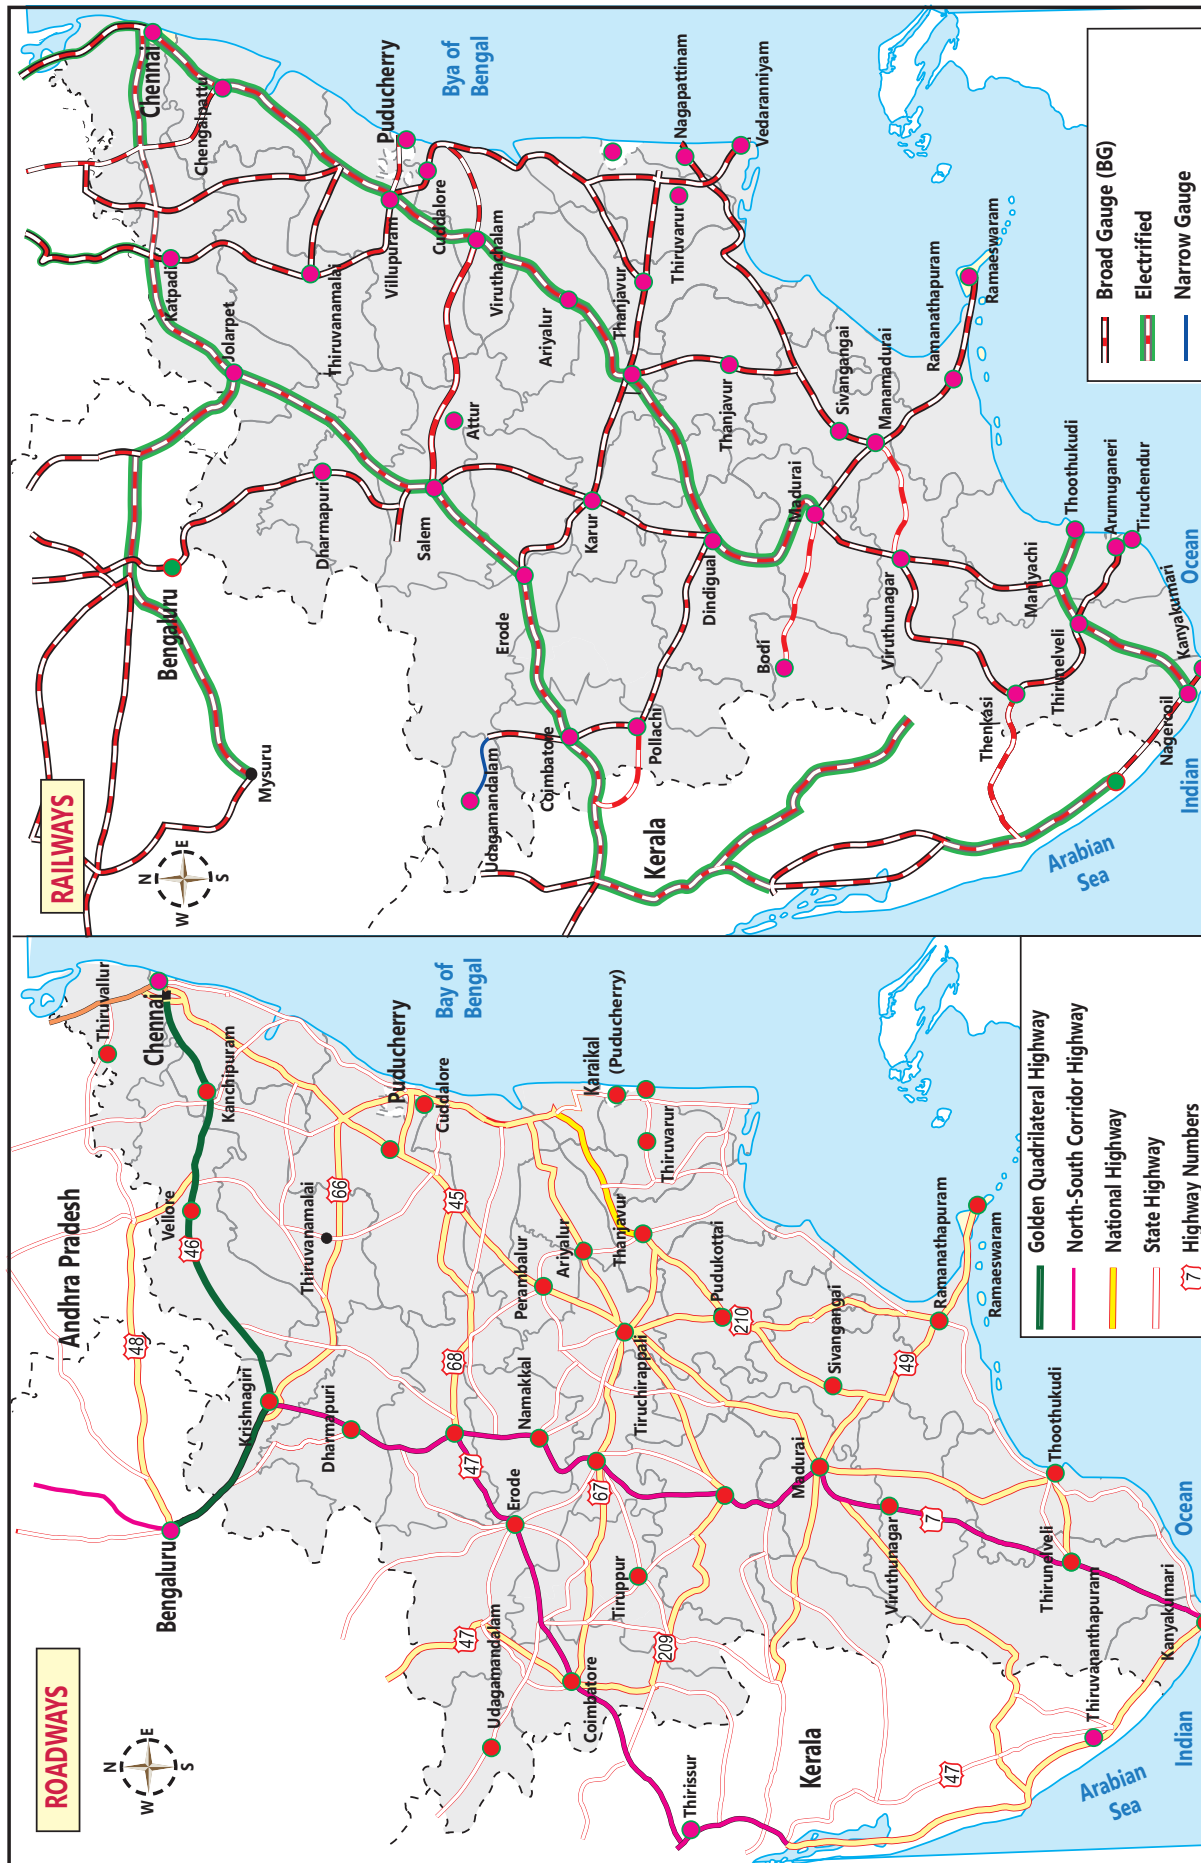 RAILWAYS
Chennai
Chengalpattu
Puducherry
Bya of
Bengal
Katpadi
Jolarpet
Thiruvanamalai
Villupuram
Cuddalore
Viruthachalam
Nagapattinam
Vedaranniyam
Thiruvarur
Ariyalur
Thanjavur
Attur
Dharmapuri
Salem
Bengaluru
Mysuru
Erode
Karur
Thanjavur
Sivangangai
Manamadurai
Ramanathapuram
Ramaeswaram
Dindigual
Madurai
Bodi
Viruthunagar
Udagamandalam
Coimbatore
Pollachi
Kerala
Maniyachi
Thoothukudi
Arumuganeri
Tiruchendur
Thirumelveli
Thenkasi
Nagercoil
Kanyakumari
Indian
Ocean
Arabian
Sea
N
E
S
W
Broad Gauge (BG)
Electrified
Narrow Gauge
ROADWAYS
Thiruvallur
Chennai
Kanchipuram
Andhra Pradesh
Vellore
46
48
Krishnagiri
Bengaluru
Dharmapuri
Thiruvanamalai
66
Puducherry
Cuddalore
Bay of
Bengal
45
68
47
Perambalur
Ariyalur
Namakkal
Erode
Karaikal
(Puducherry)
Thiruvarur
Thanjavur
Tiruchirappali
67
Pudukottai
210
Tiruppur
209
47
Udagamandalam
Coimbatore
Thirissur
Kerala
Sivangangai
49
Ramanathapuram
Ramaeswaram
Madurai
Viruthunagar
7
Thoothukudi
Thirunelveli
Thiruvananthapuram
Kanyakumari
47
Arabian
Sea
Indian
Ocean
N
E
S
W
Golden Quadrilateral Highway
North-South Corridor Highway
National Highway
State Highway
7
Highway Numbers